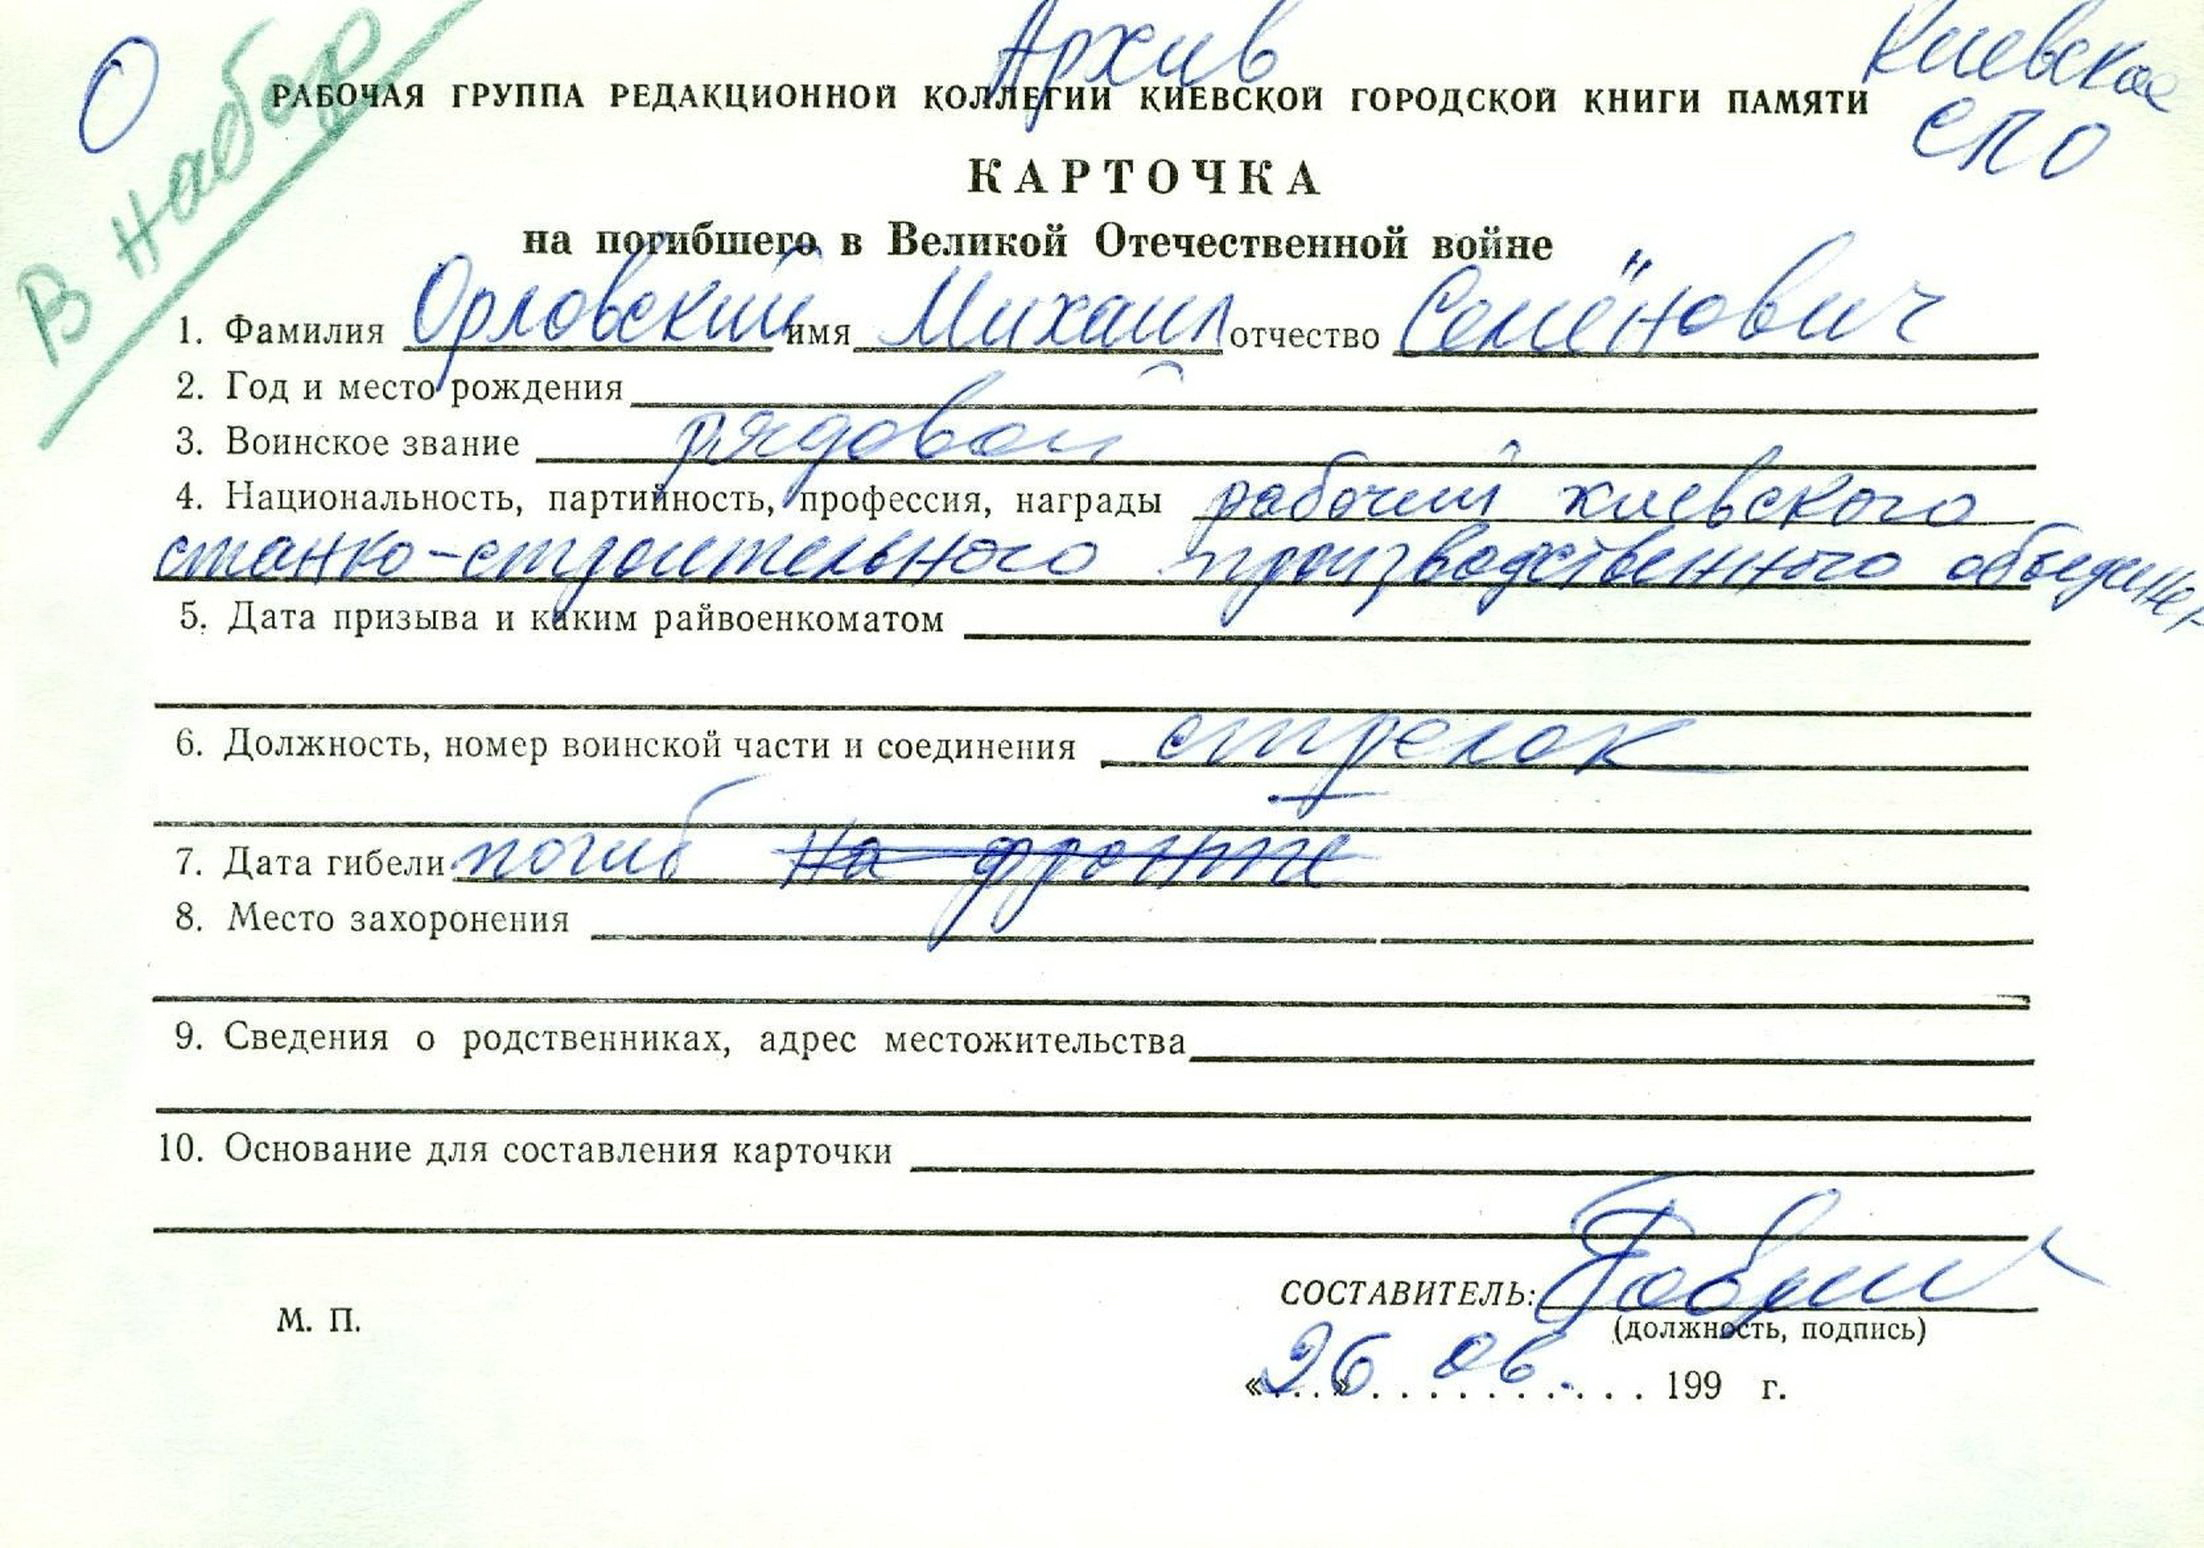 О
В набор
Архив
Киевское
СПО
РАБОЧАЯ ГРУППА РЕДАКЦИОННОЙ КОЛЛЕГИИ КИЕВСКОЙ ГОРОДСКОЙ КНИГИ ПАМЯТИ
КАРТОЧКА
на погибшего в Великой Отечественной войне
1. Фамилия Орловский имя Михаил отчество Семёнович
2. Год и место рождения
3. Воинское звание рядовой
4. Национальность, партийность, профессия, награды рабочий киевского
станко-строительного производственного объединен
5. Дата призыва и каким райвоенкоматом
6. Должность, номер воинской части и соединения стрелок
7. Дата гибели погиб на фронте
8. Место захоронения
9. Сведения о родственниках, адрес местожительства
10. Основание для составления карточки
СОСТАВИТЕЛЬ:
М. П.
(должность, подпись)
«26» 06. 199 г.